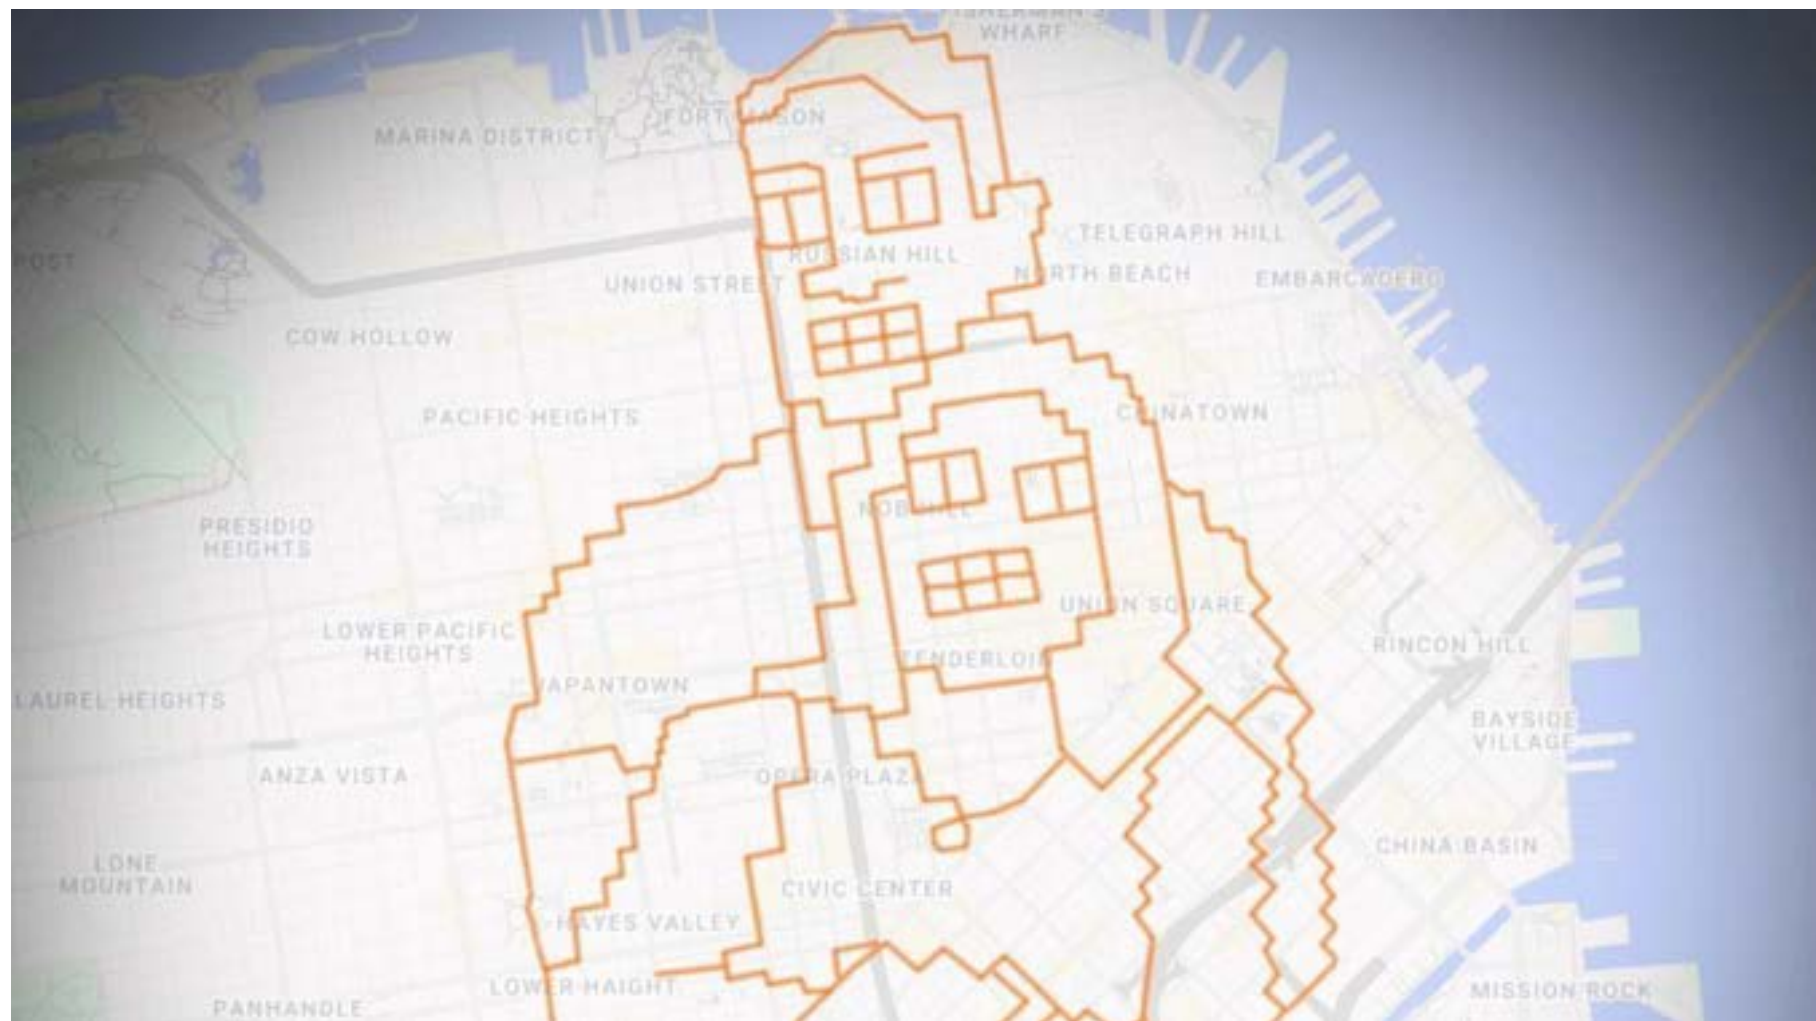 FISHERMAN'S
WHARF
FORT MASON
MARINA DISTRICT
TELEGRAPH HILL
RUSSIAN HILL
POST
NORTH BEACH
EMBARCADERO
UNION STREET
COW HOLLOW
CHINATOWN
PACIFIC HEIGHTS
NOB HILL
PRESIDIO
HEIGHTS
UNION SQUARE
LOWER PACIFIC
HEIGHTS
RINCON HILL
TENDERLOIN
JAPANTOWN
LAUREL HEIGHTS
BAYSIDE
VILLAGE
ANZA VISTA
OPERA PLAZA
CHINA BASIN
LONE
MOUNTAIN
CIVIC CENTER
HAYES VALLEY
LOWER HAIGHT
MISSION ROCK
PANHANDLE